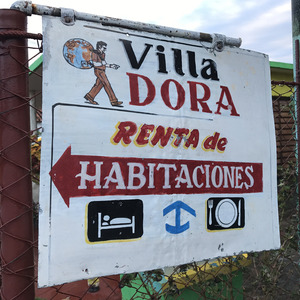 Villa
DORA
RENTA de
HABITACIONES